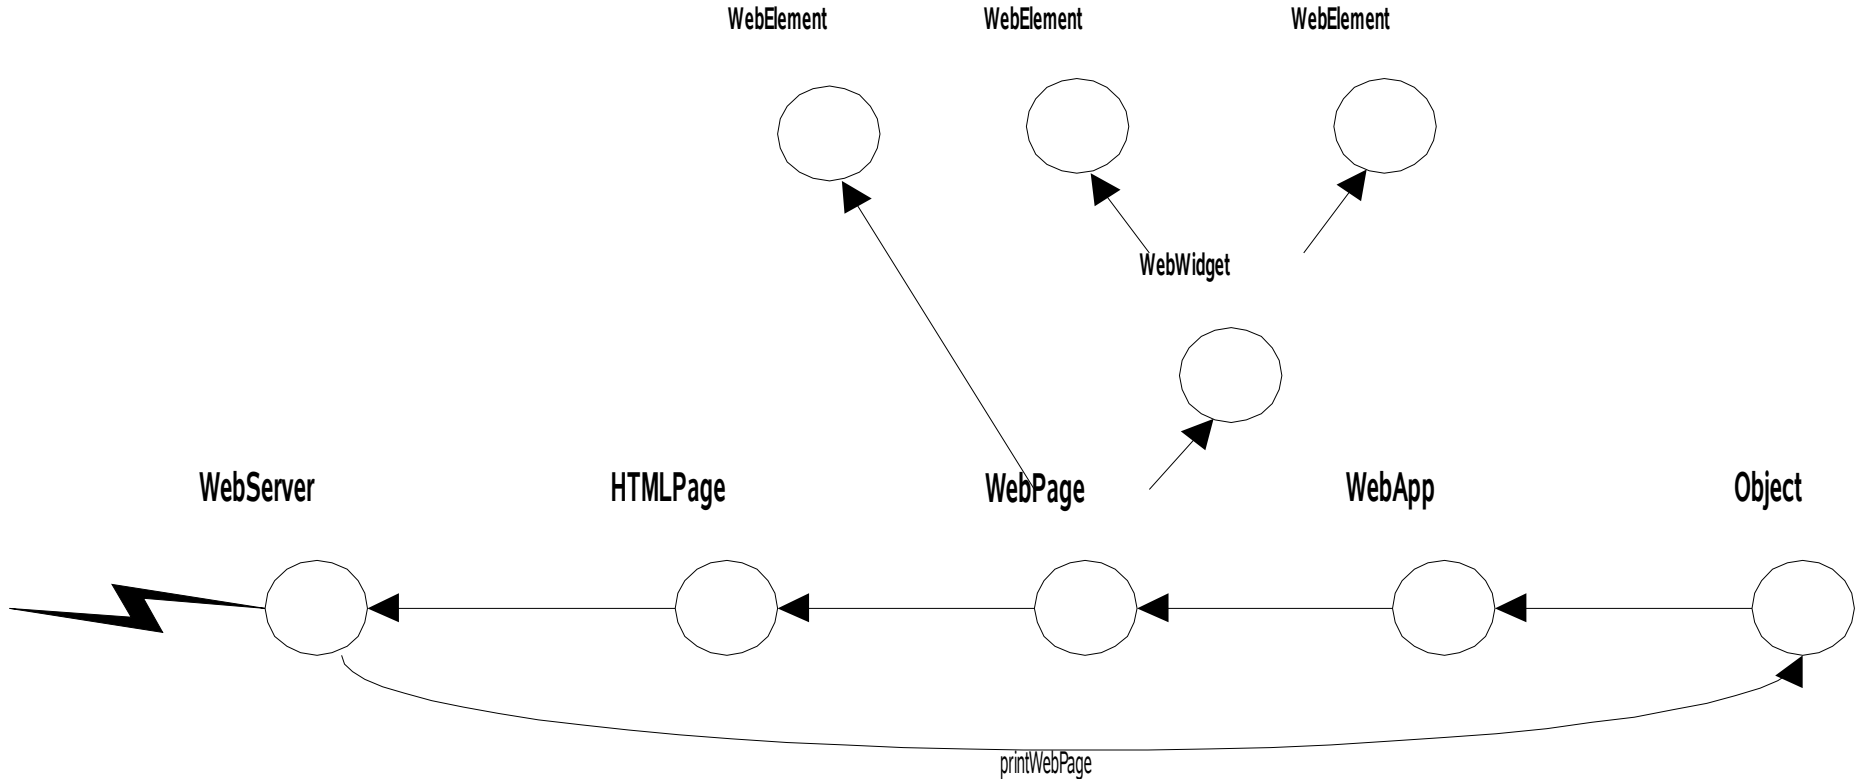 WebElement
WebElement
WebElement
WebWidget
WebServer
HTMLPage
WebPage
WebApp
Object
printWebPage